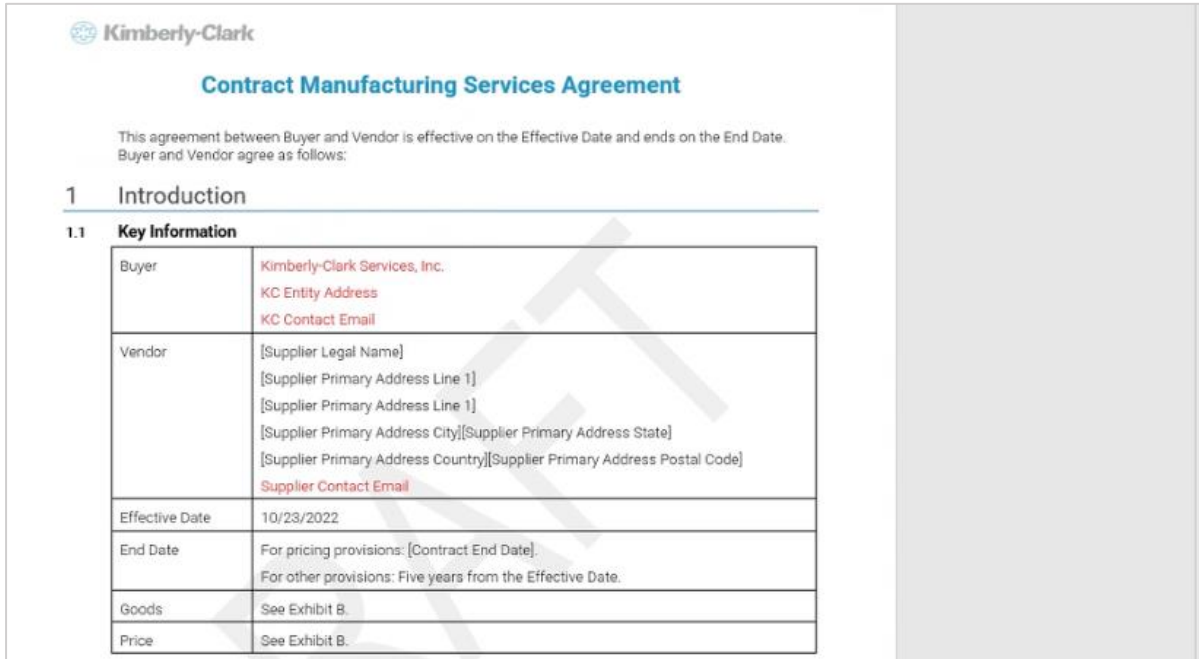 Kimberly-Clark
Contract Manufacturing Services Agreement
This agreement between Buyer and Vendor is effective on the Effective Date and ends on the End Date.
Buyer and Vendor agree as follows:
1 Introduction
1.1 Key Information
Buyer Kimberly-Clark Services, Inc.
KC Entity Address
KC Contact Email
Vendor [Supplier Legal Name]
[Supplier Primary Address Line 1]
[Supplier Primary Address Line 1]
[Supplier Primary Address City][Supplier Primary Address State]
[Supplier Primary Address Country][Supplier Primary Address Postal Code]
Supplier Contact Email
Effective Date 10/23/2022
End Date For pricing provisions: [Contract End Date].
For other provisions: Five years from the Effective Date.
Goods See Exhibit B.
Price See Exhibit B.
RAFT